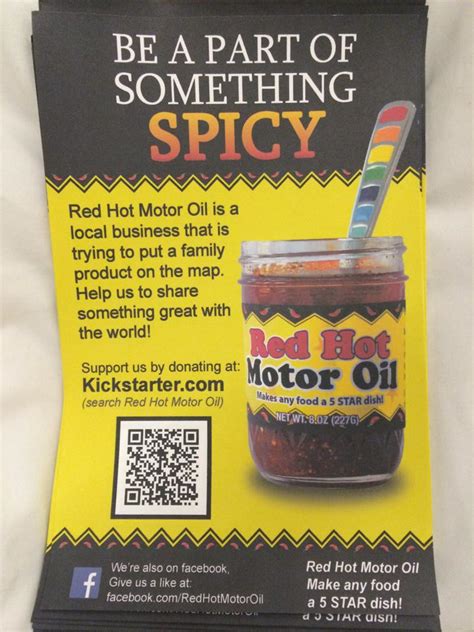 BE A PART OF
SOMETHING
SPICY
Red Hot Motor Oil is a
local business that is
trying to put a family
product on the map.
Help us to share
something great with
the world!
Support us by donating at:
Kickstarter.com
(search Red Hot Motor Oil)
Red Hot
Motor Oil
Makes any food a 5 STAR dish!
NET WT. 8.OZ (227G)
f
We're also on facebook,
Give us a like at:
facebook.com/RedHotMotorOil
Red Hot Motor Oil
Make any food
a 5 STAR dish!
a 5 STAR dish!